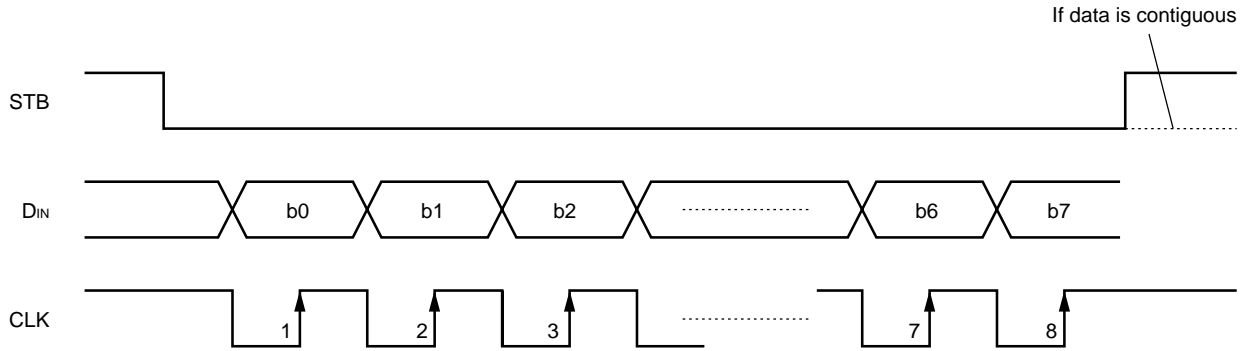 If data is contiguous
STB
DIN
b0 b1 b2 b6 b7
CLK
1 2 3 7 8